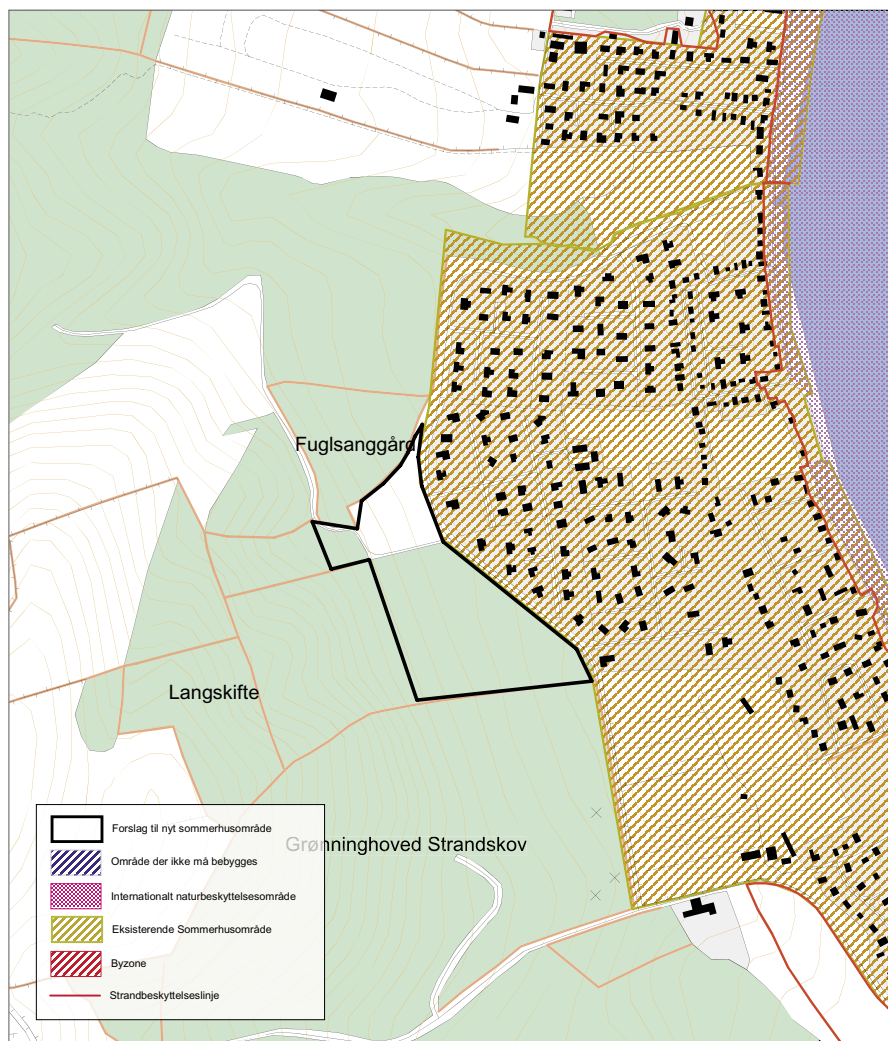 Fuglsanggård
Langskifte
Grønninghoved Strandskov
Forslag til nyt sommerhusområde
Område der ikke må bebygges
Internationalt naturbeskyttelsesområde
Eksisterende Sommerhusområde
Byzone
Strandbeskyttelseslinje